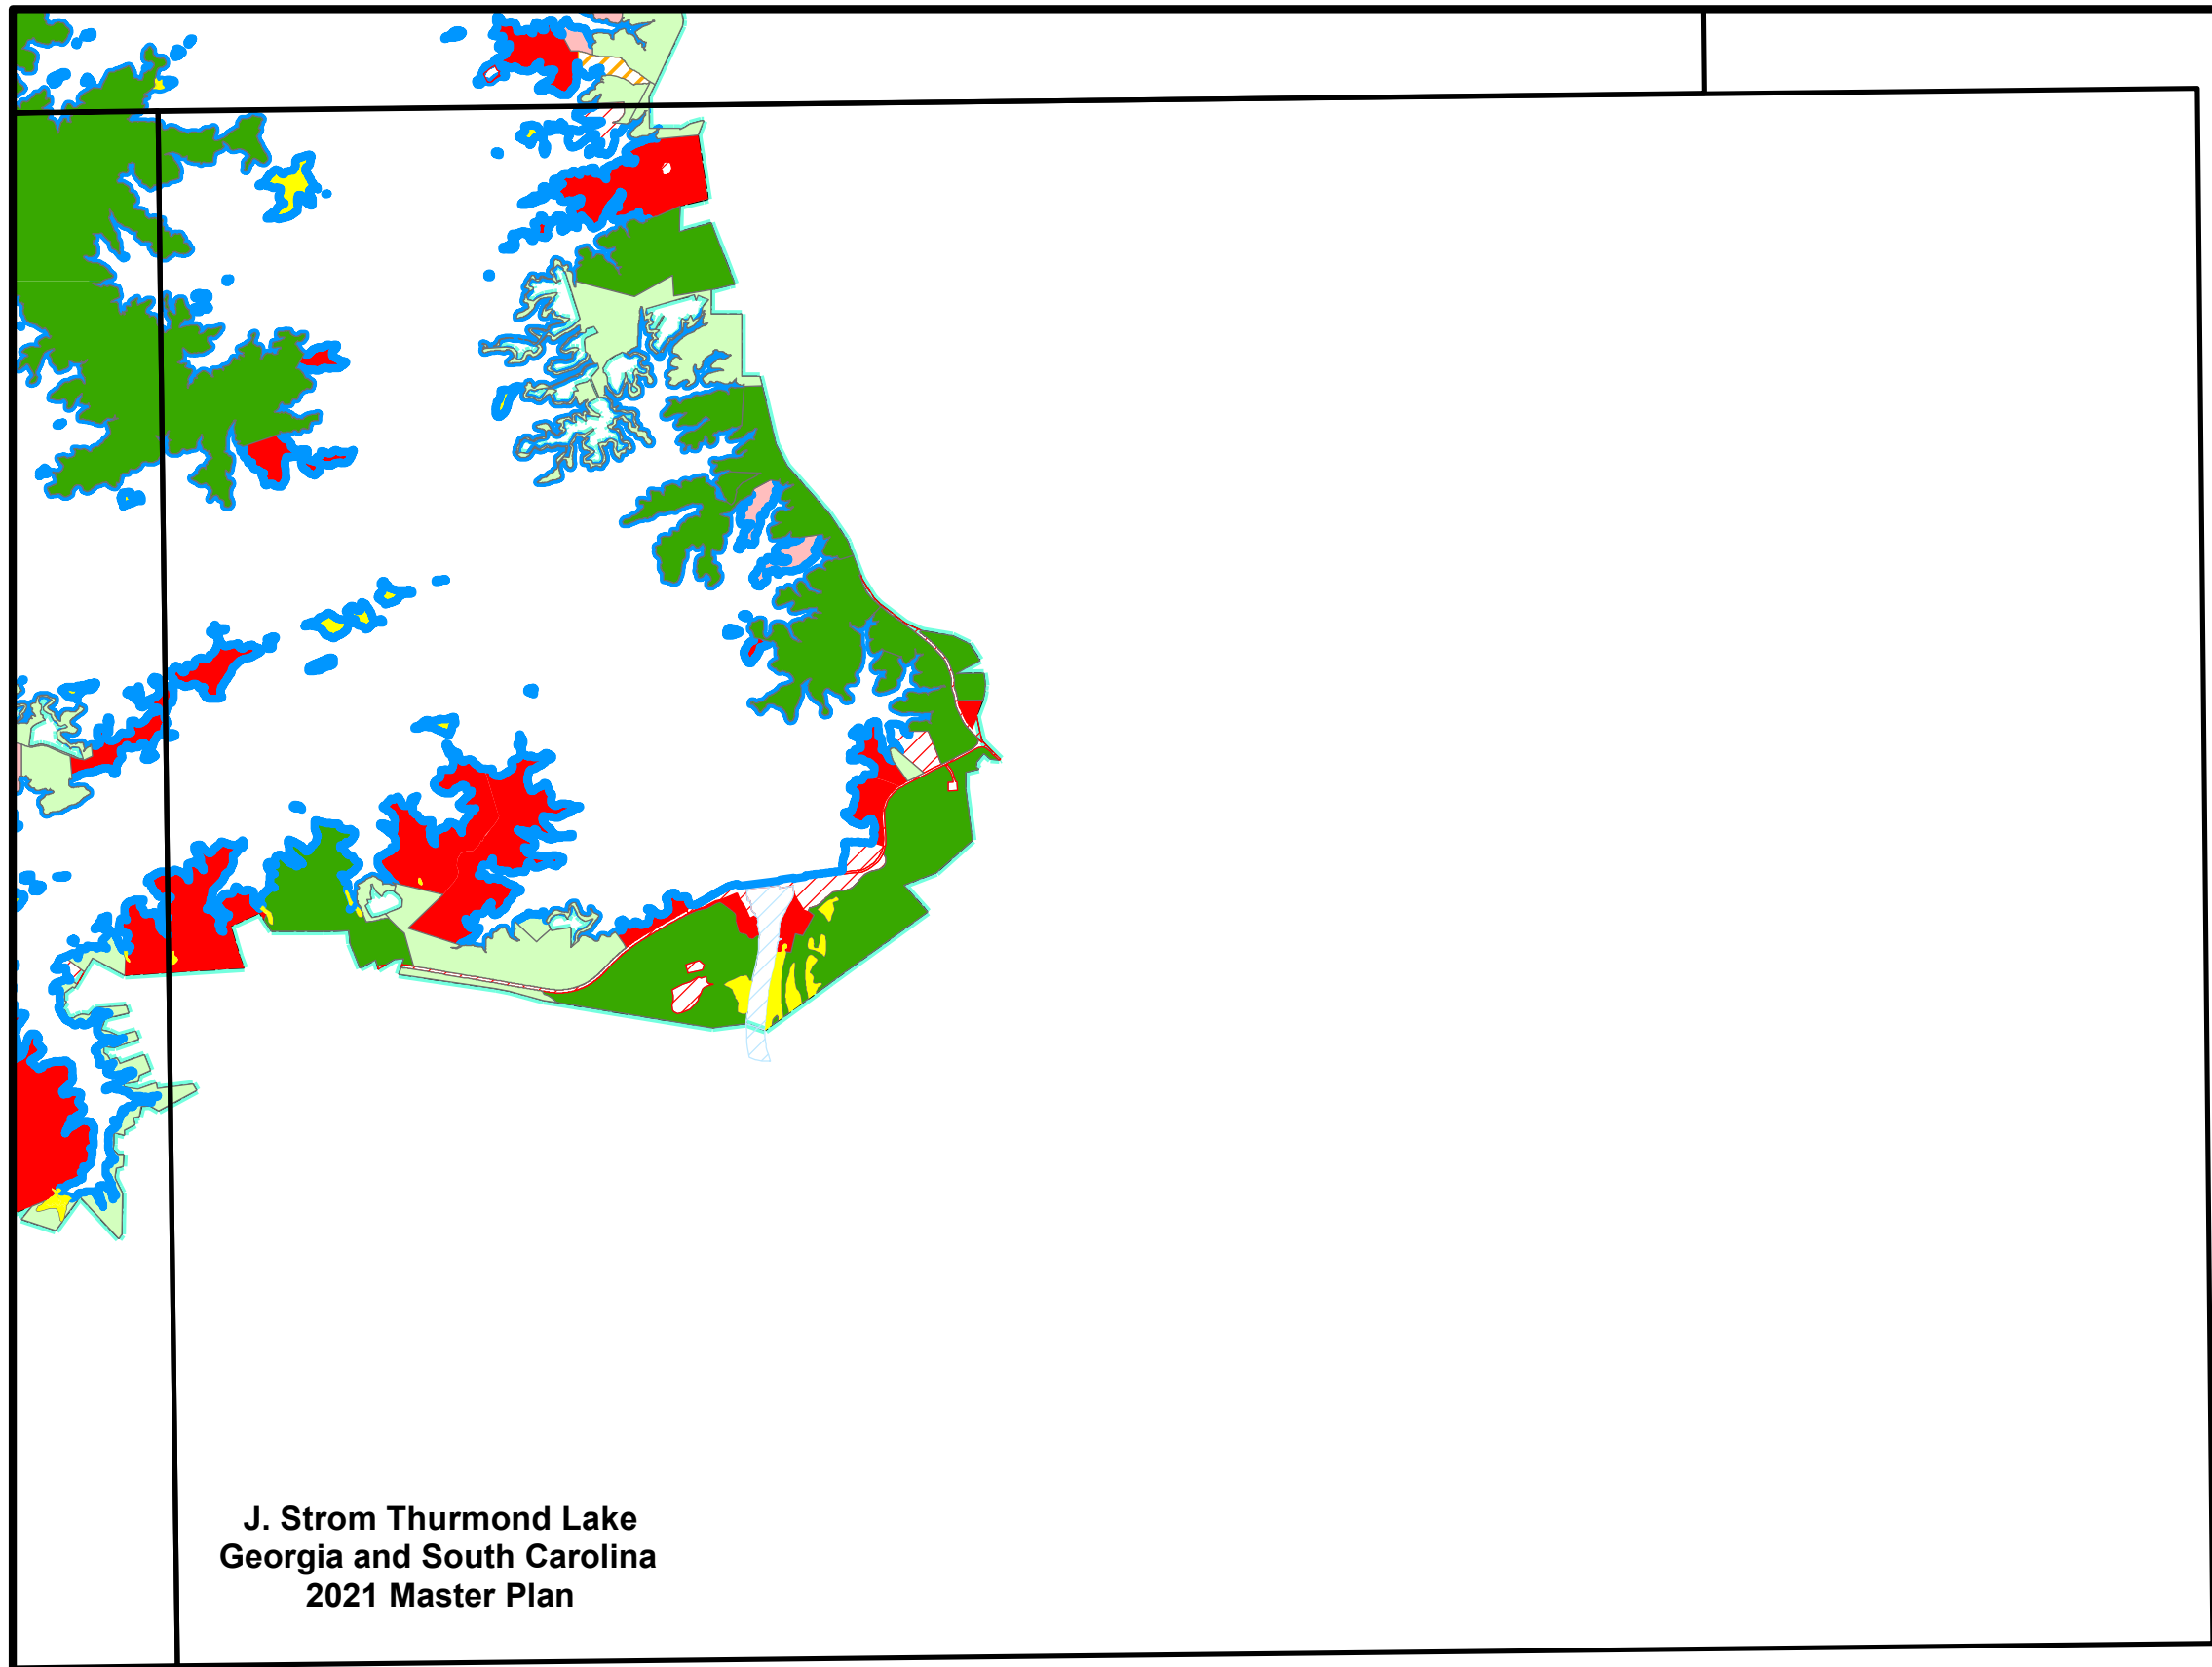 J. Strom Thurmond Lake
Georgia and South Carolina
2021 Master Plan